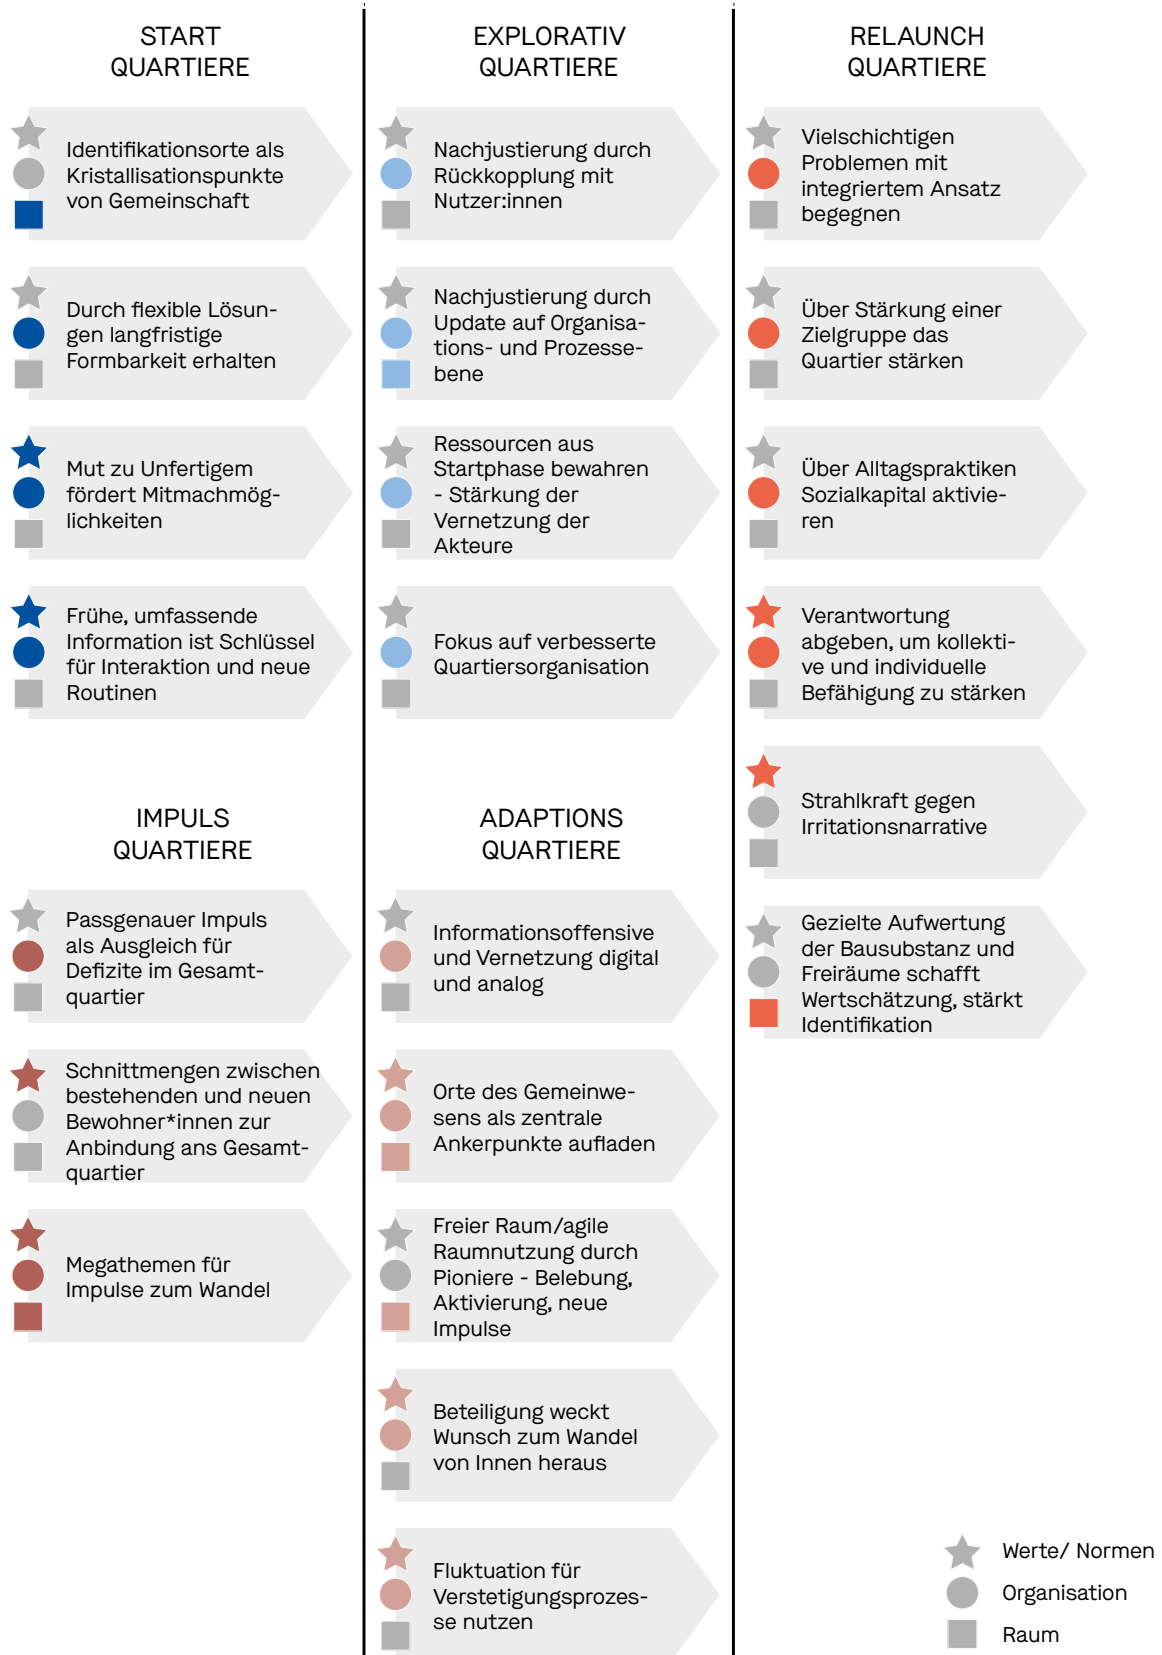 START
QUARTIERE
Identifikationsorte als
Kristallisationspunkte
von Gemeinschaft
Durch flexible Lösun-
gen langfristige
Formbarkeit erhalten
Mut zu Unfertigem
fördert Mitmachmög-
lichkeiten
Frühe, umfassende
Information ist Schlüssel
für Interaktion und neue
Routinen
IMPULS
QUARTIERE
Passgenauer Impuls
als Ausgleich für
Defizite im Gesamt-
quartier
Schnittmengen zwischen
bestehenden und neuen
Bewohner*innen zur
Anbindung ans Gesamt-
quartier
Megathemen für
Impulse zum Wandel
EXPLORATIV
QUARTIERE
Nachjustierung durch
Rückkopplung mit
Nutzer:innen
Nachjustierung durch
Update auf Organisa-
tions- und Prozesse-
bene
Ressourcen aus
Startphase bewahren
- Stärkung der
Vernetzung der
Akteure
Fokus auf verbesserte
Quartiersorganisation
ADAPTIONS
QUARTIERE
Informationsoffensive
und Vernetzung digital
und analog
Orte des Gemeinwe-
sens als zentrale
Ankerpunkte aufladen
Freier Raum/agile
Raumnutzung durch
Pioniere - Belebung,
Aktivierung, neue
Impulse
Beteiligung weckt
Wunsch zum Wandel
von Innen heraus
Fluktuation für
Verstetigungsprozes-
se nutzen
RELAUNCH
QUARTIERE
Vielschichtigen
Problemen mit
integriertem Ansatz
begegnen
Über Stärkung einer
Zielgruppe das
Quartier stärken
Über Alltagspraktiken
Sozialkapital aktivie-
ren
Verantwortung
abgeben, um kollekti-
ve und individuelle
Befähigung zu stärken
Strahlkraft gegen
Irritationsnarrative
Gezielte Aufwertung
der Bausubstanz und
Freiräume schafft
Wertschätzung, stärkt
Identifikation
Werte/ Normen
Organisation
Raum